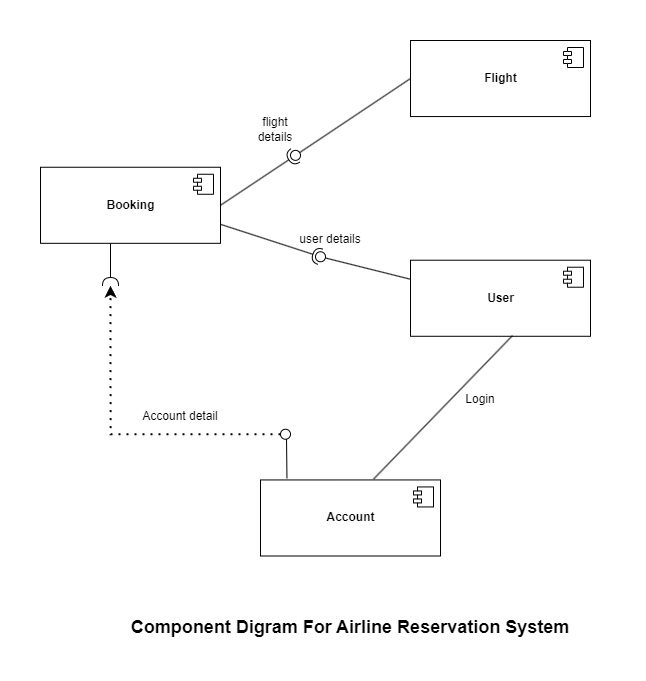 Flight
flight
details
Booking
user details
User
Login
Account detail
Account
Component Digram For Airline Reservation System